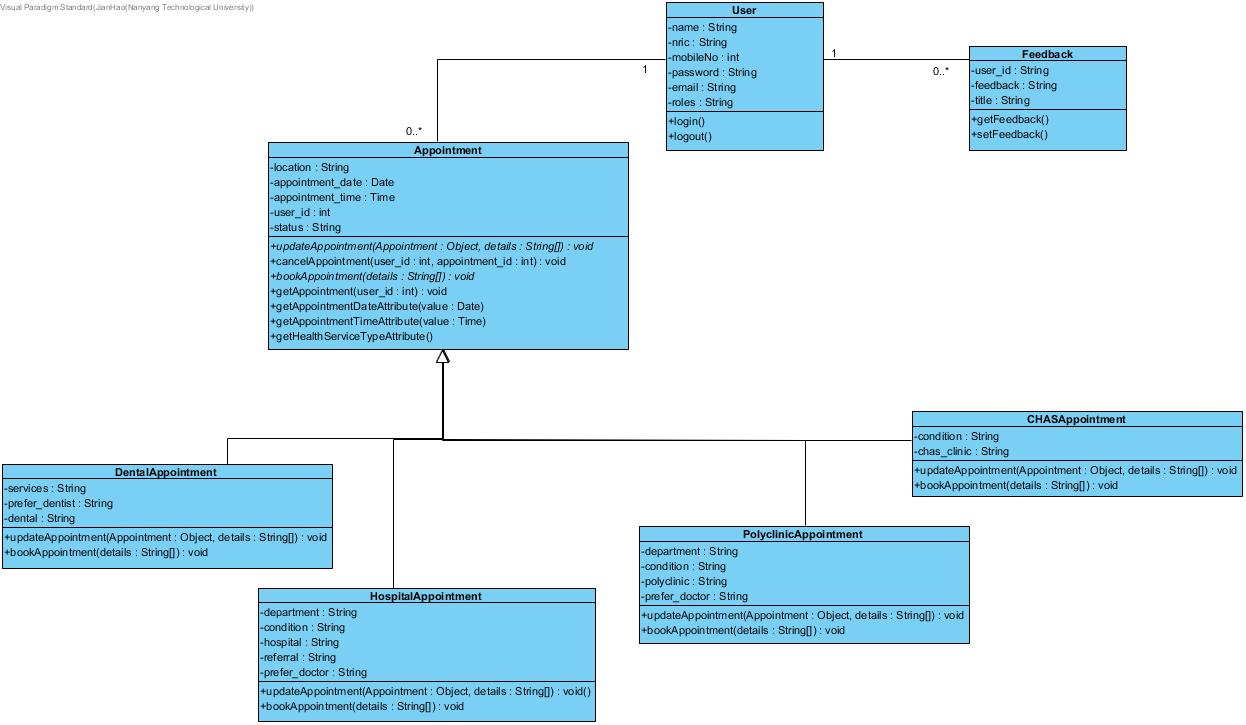 Visual Paradigm Standard(JianHao(Nanyang Technological University))
User
-name : String
-nric : String
-mobileNo : int
-password : String
-email : String
-roles : String
+login()
+logout()
1
0..*
1
0..*
Feedback
-user_id : String
-feedback : String
-title : String
+getFeedback()
+setFeedback()
Appointment
-location : String
-appointment_date : Date
-appointment_time : Time
-user_id : int
-status : String
+updateAppointment(Appointment : Object, details : String[]) : void
+cancelAppointment(user_id : int, appointment_id : int) : void
+bookAppointment(details : String[]) : void
+getAppointment(user_id : int) : void
+getAppointmentDateAttribute(value : Date)
+getAppointmentTimeAttribute(value : Time)
+getHealthServiceTypeAttribute()
CHASAppointment
-condition : String
-chas_clinic : String
+updateAppointment(Appointment : Object, details : String[]) : void
+bookAppointment(details : String[]) : void
DentalAppointment
-services : String
-prefer_dentist : String
-dental : String
+updateAppointment(Appointment : Object, details : String[]) : void
+bookAppointment(details : String[]) : void
PolyclinicAppointment
-department : String
-condition : String
-polyclinic : String
-prefer_doctor : String
+updateAppointment(Appointment : Object, details : String[]) : void
+bookAppointment(details : String[]) : void
HospitalAppointment
-department : String
-condition : String
-hospital : String
-referral : String
-prefer_doctor : String
+updateAppointment(Appointment : Object, details : String[]) : void()
+bookAppointment(details : String[]) : void